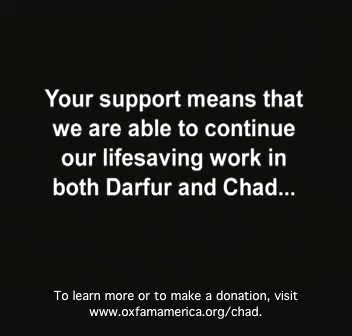 Your support means that
we are able to continue
our lifesaving work in
both Darfur and Chad...
To learn more or to make a donation, visit
www.oxfamamerica.org/chad.